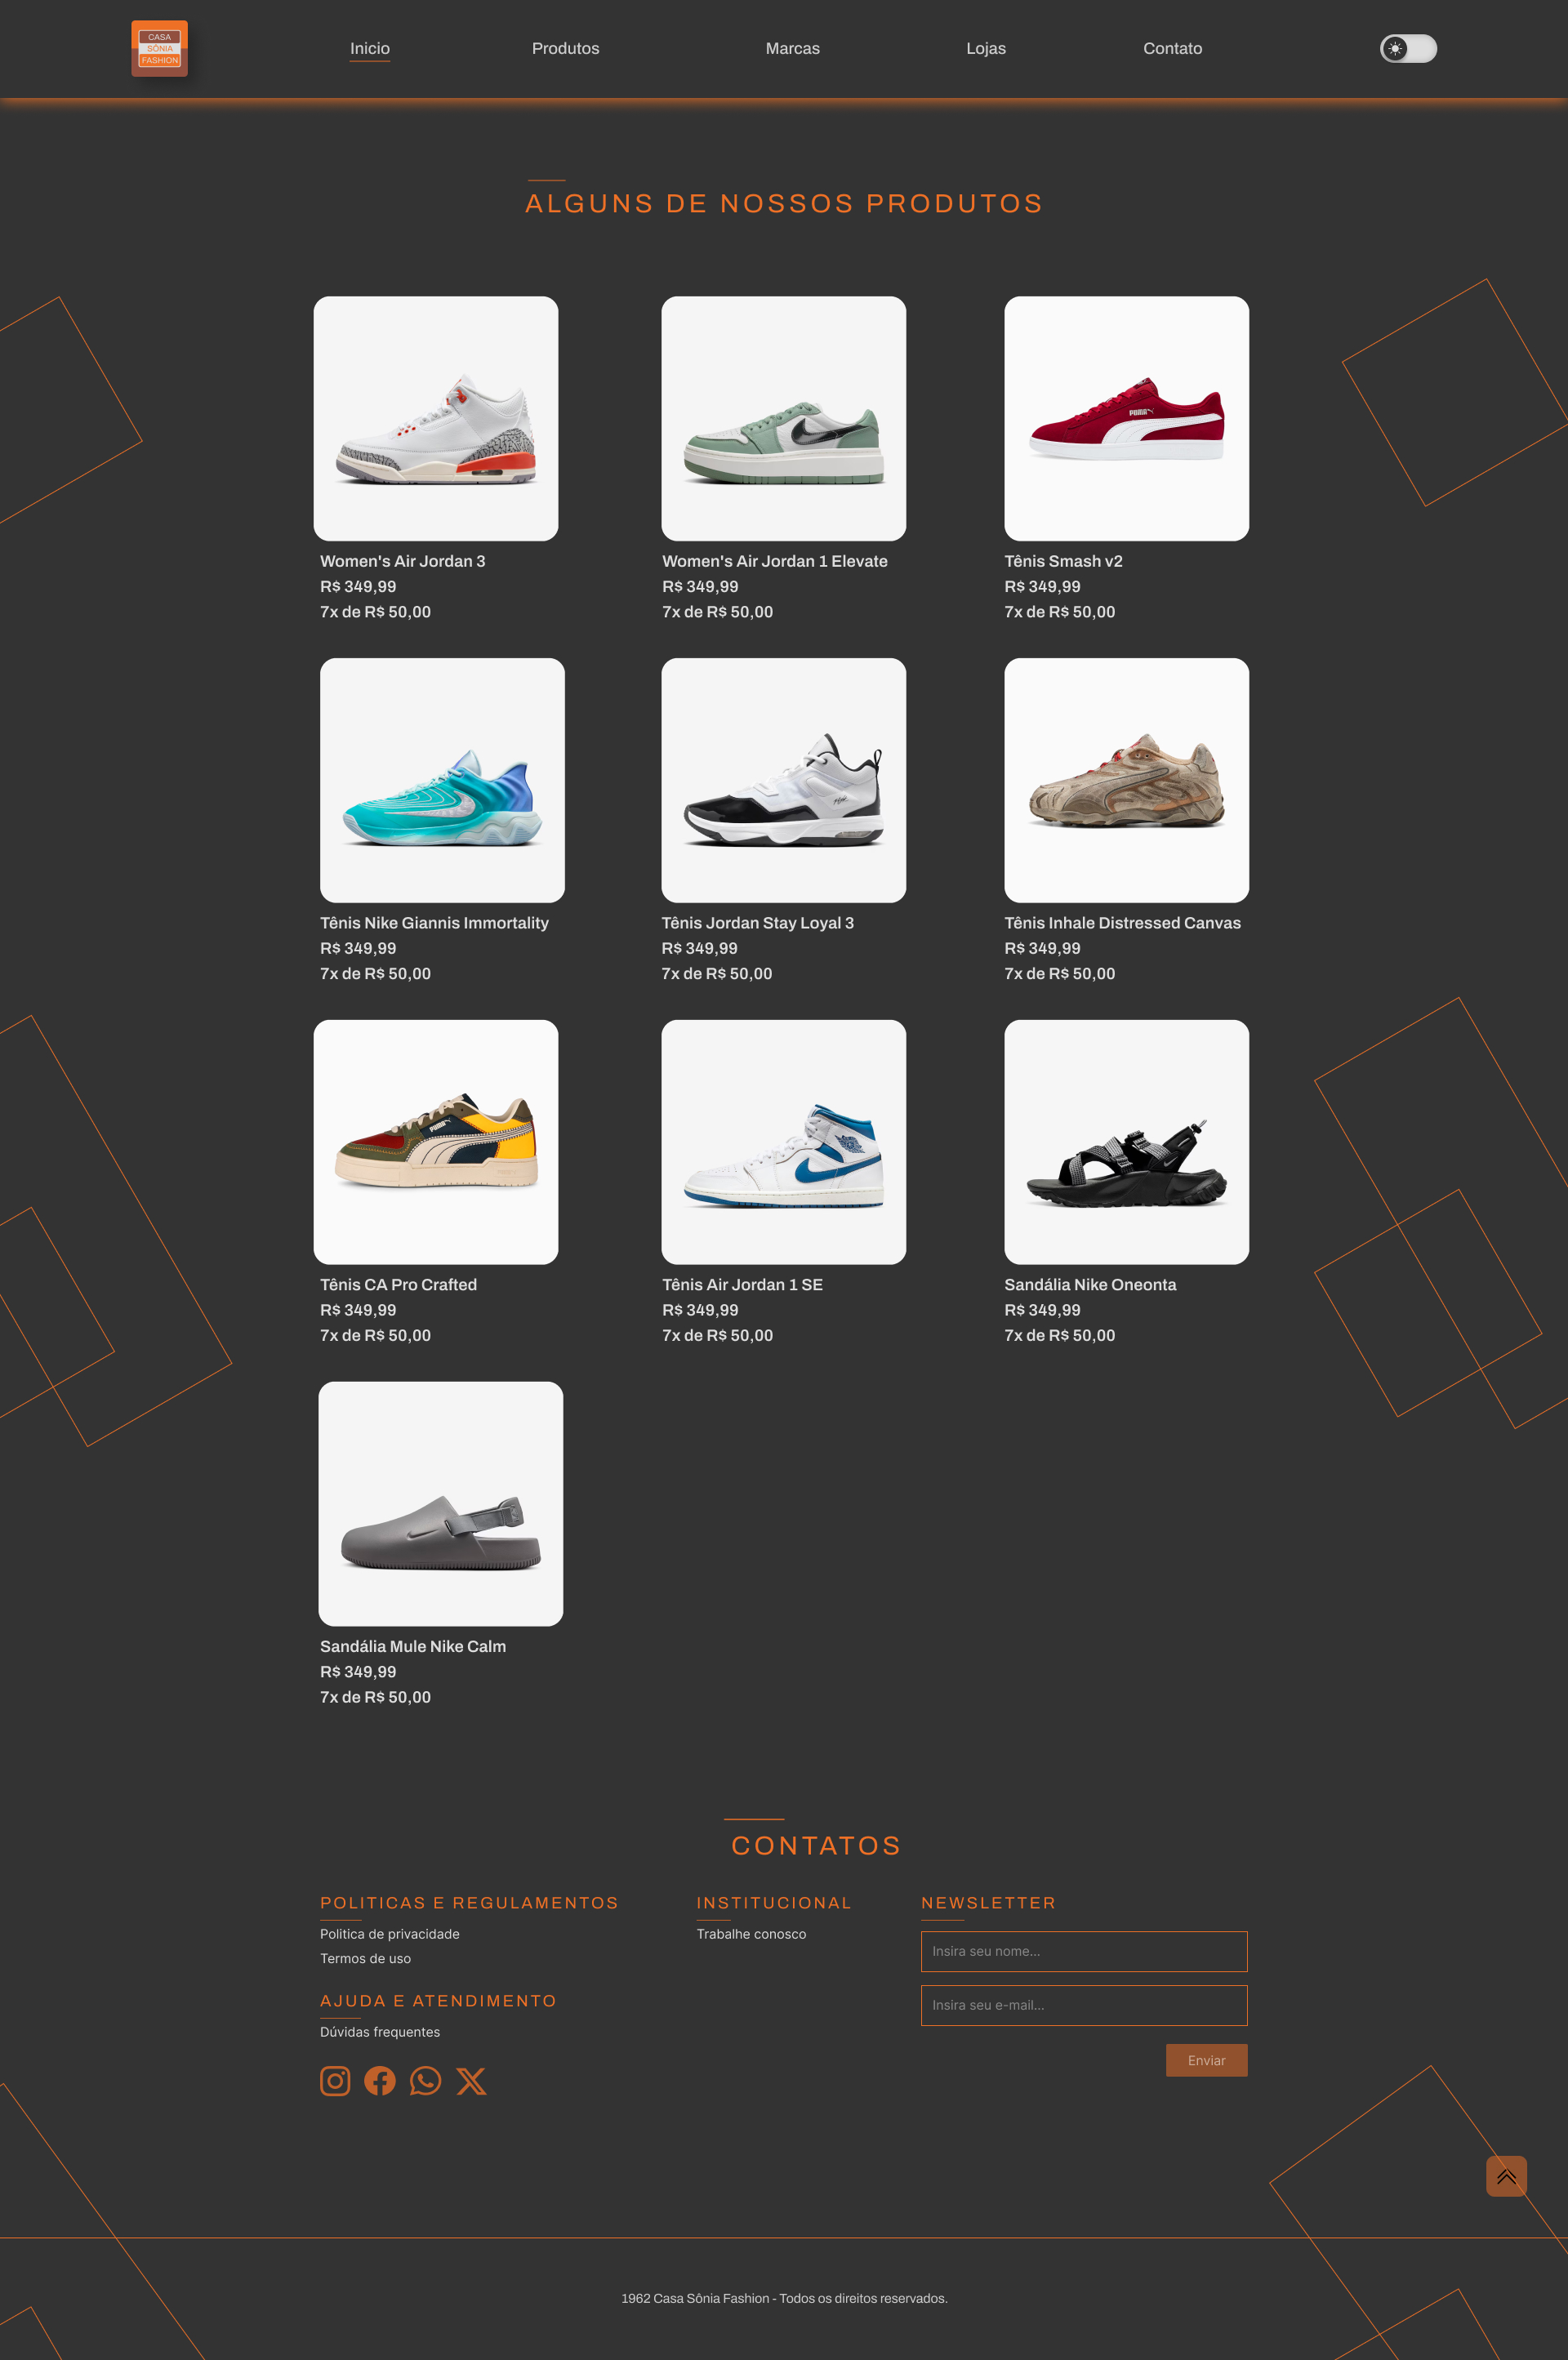 CASA
SÔNIA
FASHION
Inicio
Produtos
Marcas
Lojas
Contato
ALGUNS DE NOSSOS PRODUTOS
PUMA
Women's Air Jordan 3
R$ 349,99
7x de R$ 50,00
Women's Air Jordan 1 Elevate
R$ 349,99
7x de R$ 50,00
Tênis Smash v2
R$ 349,99
7x de R$ 50,00
Tênis Nike Giannis Immortality
R$ 349,99
7x de R$ 50,00
Tênis Jordan Stay Loyal 3
R$ 349,99
7x de R$ 50,00
Tênis Inhale Distressed Canvas
R$ 349,99
7x de R$ 50,00
PUMA
Tênis CA Pro Crafted
R$ 349,99
7x de R$ 50,00
Tênis Air Jordan 1 SE
R$ 349,99
7x de R$ 50,00
Sandália Nike Oneonta
R$ 349,99
7x de R$ 50,00
Sandália Mule Nike Calm
R$ 349,99
7x de R$ 50,00
CONTATOS
POLITICAS E REGULAMENTOS
Politica de privacidade
Termos de uso
AJUDA E ATENDIMENTO
Dúvidas frequentes
INSTITUCIONAL
Trabalhe conosco
NEWSLETTER
Insira seu nome...
Insira seu e-mail...
Enviar
1962 Casa Sônia Fashion - Todos os direitos reservados.